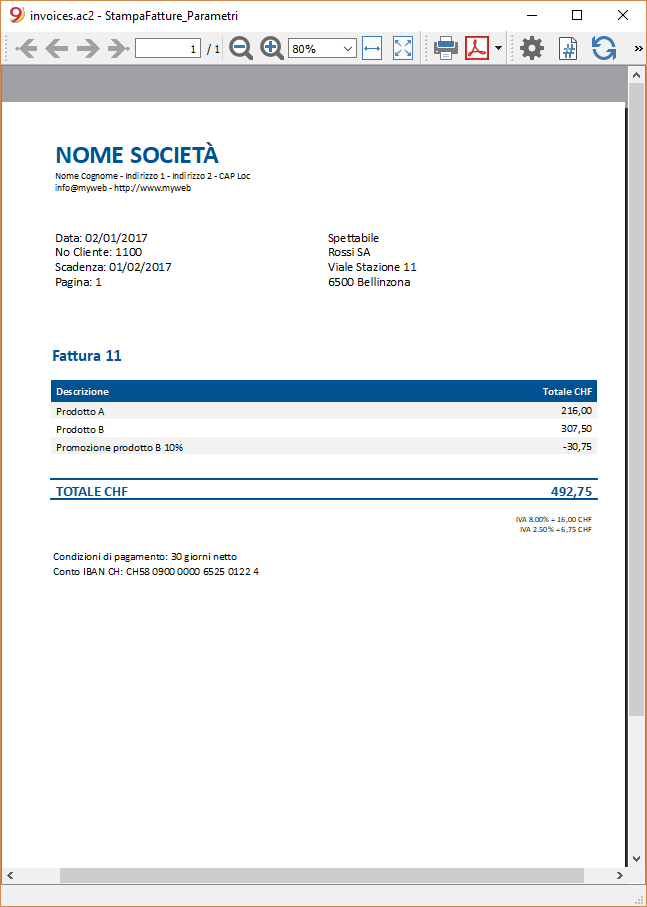 invoices.ac2 - StampaFatture_Parametri
1 / 1 80%
NOME SOCIETÀ
Nome Cognome - Indirizzo 1 - Indirizzo 2 - CAP Loc
info@myweb - http://www.myweb
Data: 02/01/2017
No Cliente: 1100
Scadenza: 01/02/2017
Pagina: 1
Spettabile
Rossi SA
Viale Stazione 11
6500 Bellinzona
Fattura 11
Descrizione Totale CHF
Prodotto A 216,00
Prodotto B 307,50
Promozione prodotto B 10% -30,75
TOTALE CHF 492,75
IVA 8.00% = 16,00 CHF
IVA 2.50% = 6,75 CHF
Condizioni di pagamento: 30 giorni netto
Conto IBAN CH: CH58 0900 0000 6525 0122 4